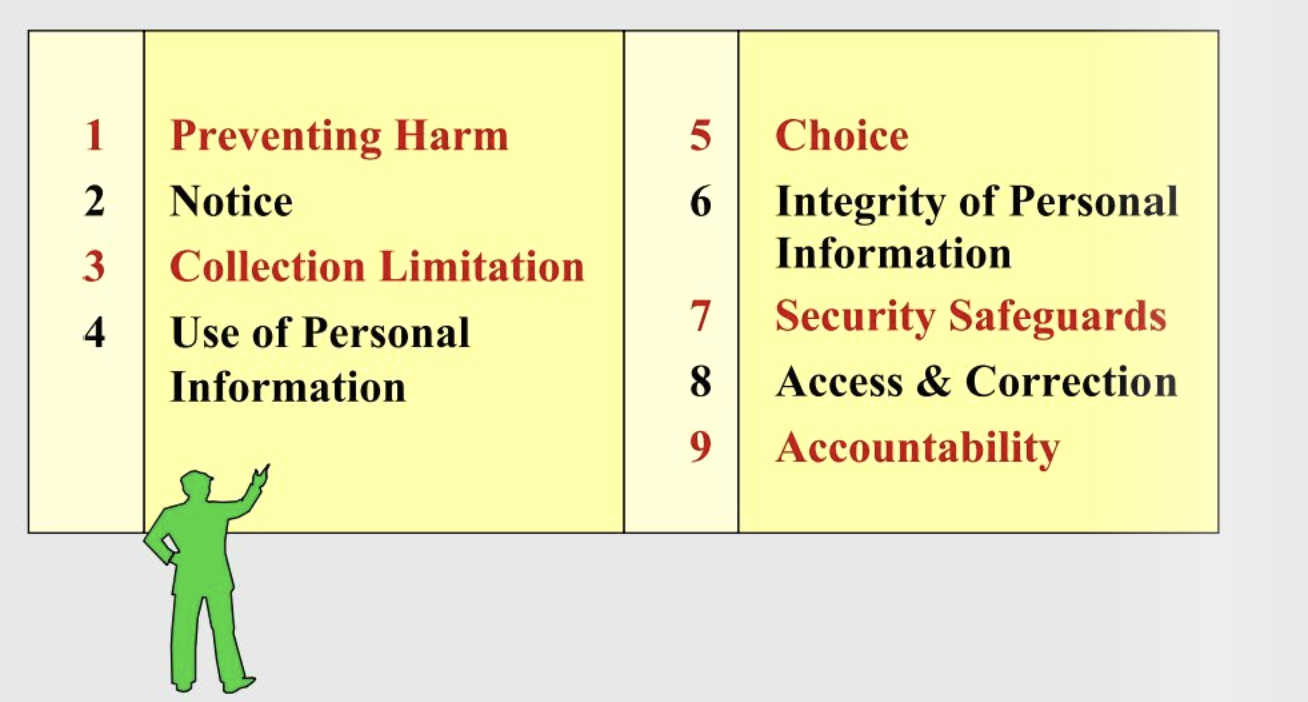 1 Preventing Harm
2 Notice
3 Collection Limitation
4 Use of Personal
Information
5 Choice
6 Integrity of Personal
Information
7 Security Safeguards
8 Access & Correction
9 Accountability